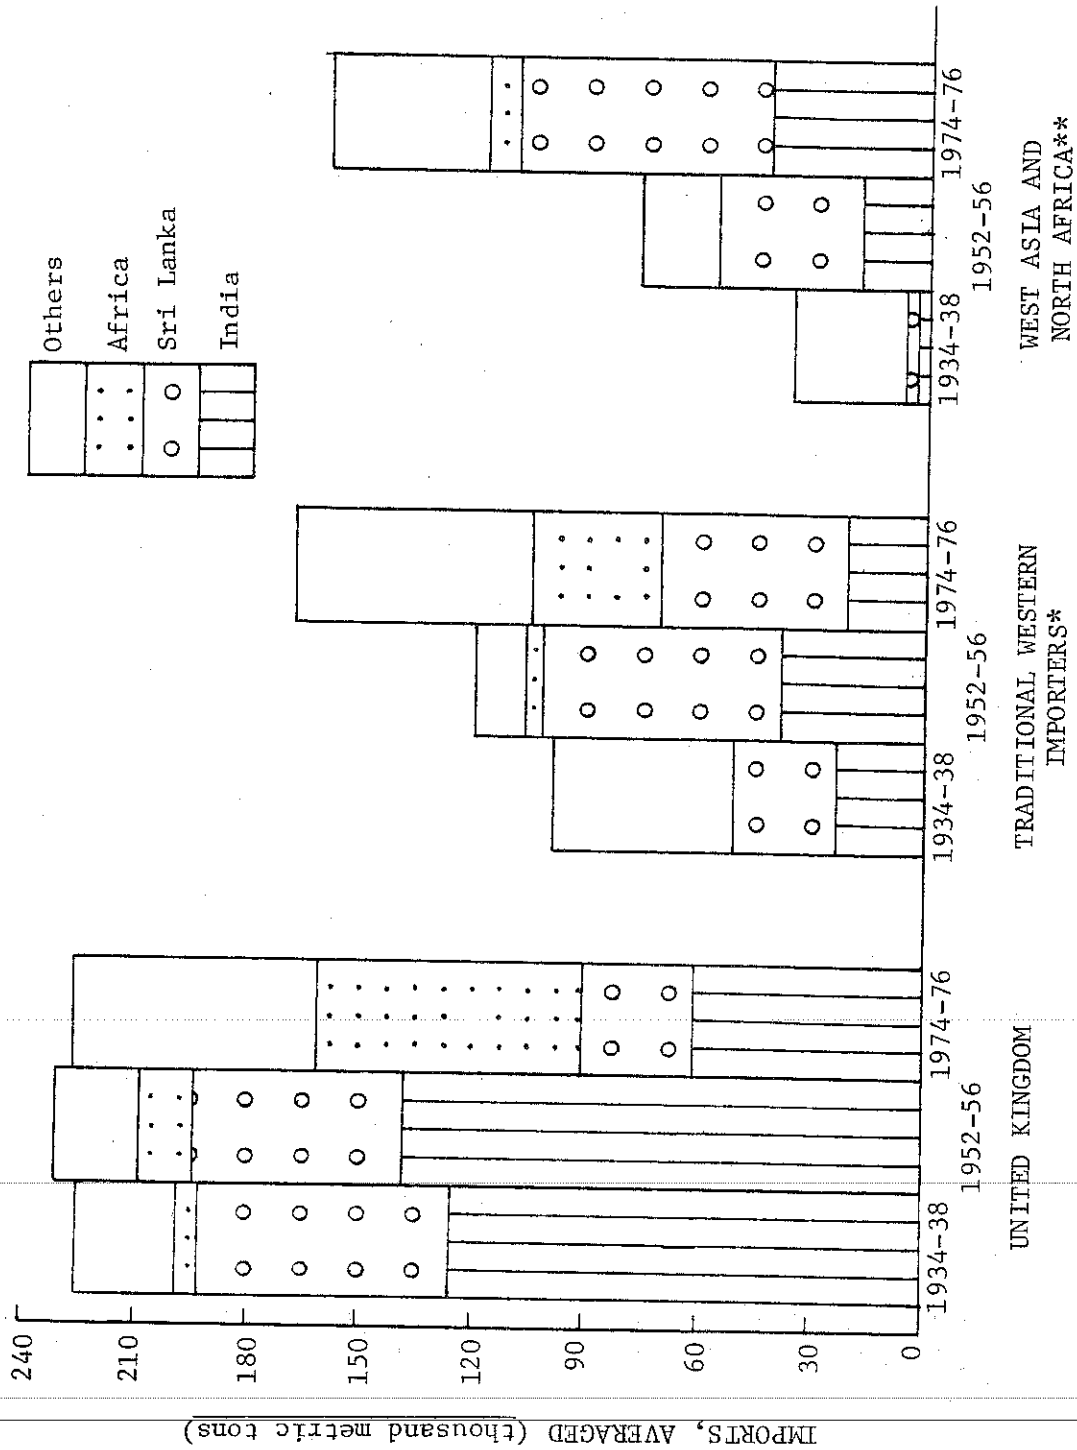 Others
Africa
Sri Lanka
India
IMPORTS, AVERAGED (thousand metric tons)
240
210
180
150
120
90
60
30
0
1934-38
1952-56
1974-76
UNITED KINGDOM
1934-38
1952-56
1974-76
TRADITIONAL WESTERN
IMPORTERS*
1934-38
1952-56
1974-76
WEST ASIA AND
NORTH AFRICA**